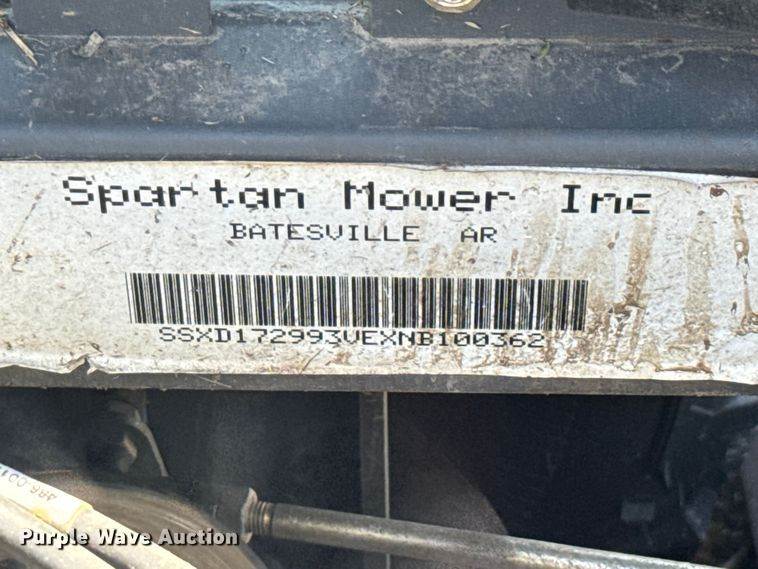 Spartan Mower Inc
BATESVILLE AR
SSXD172993VEXNB100362
Purple Wave Auction